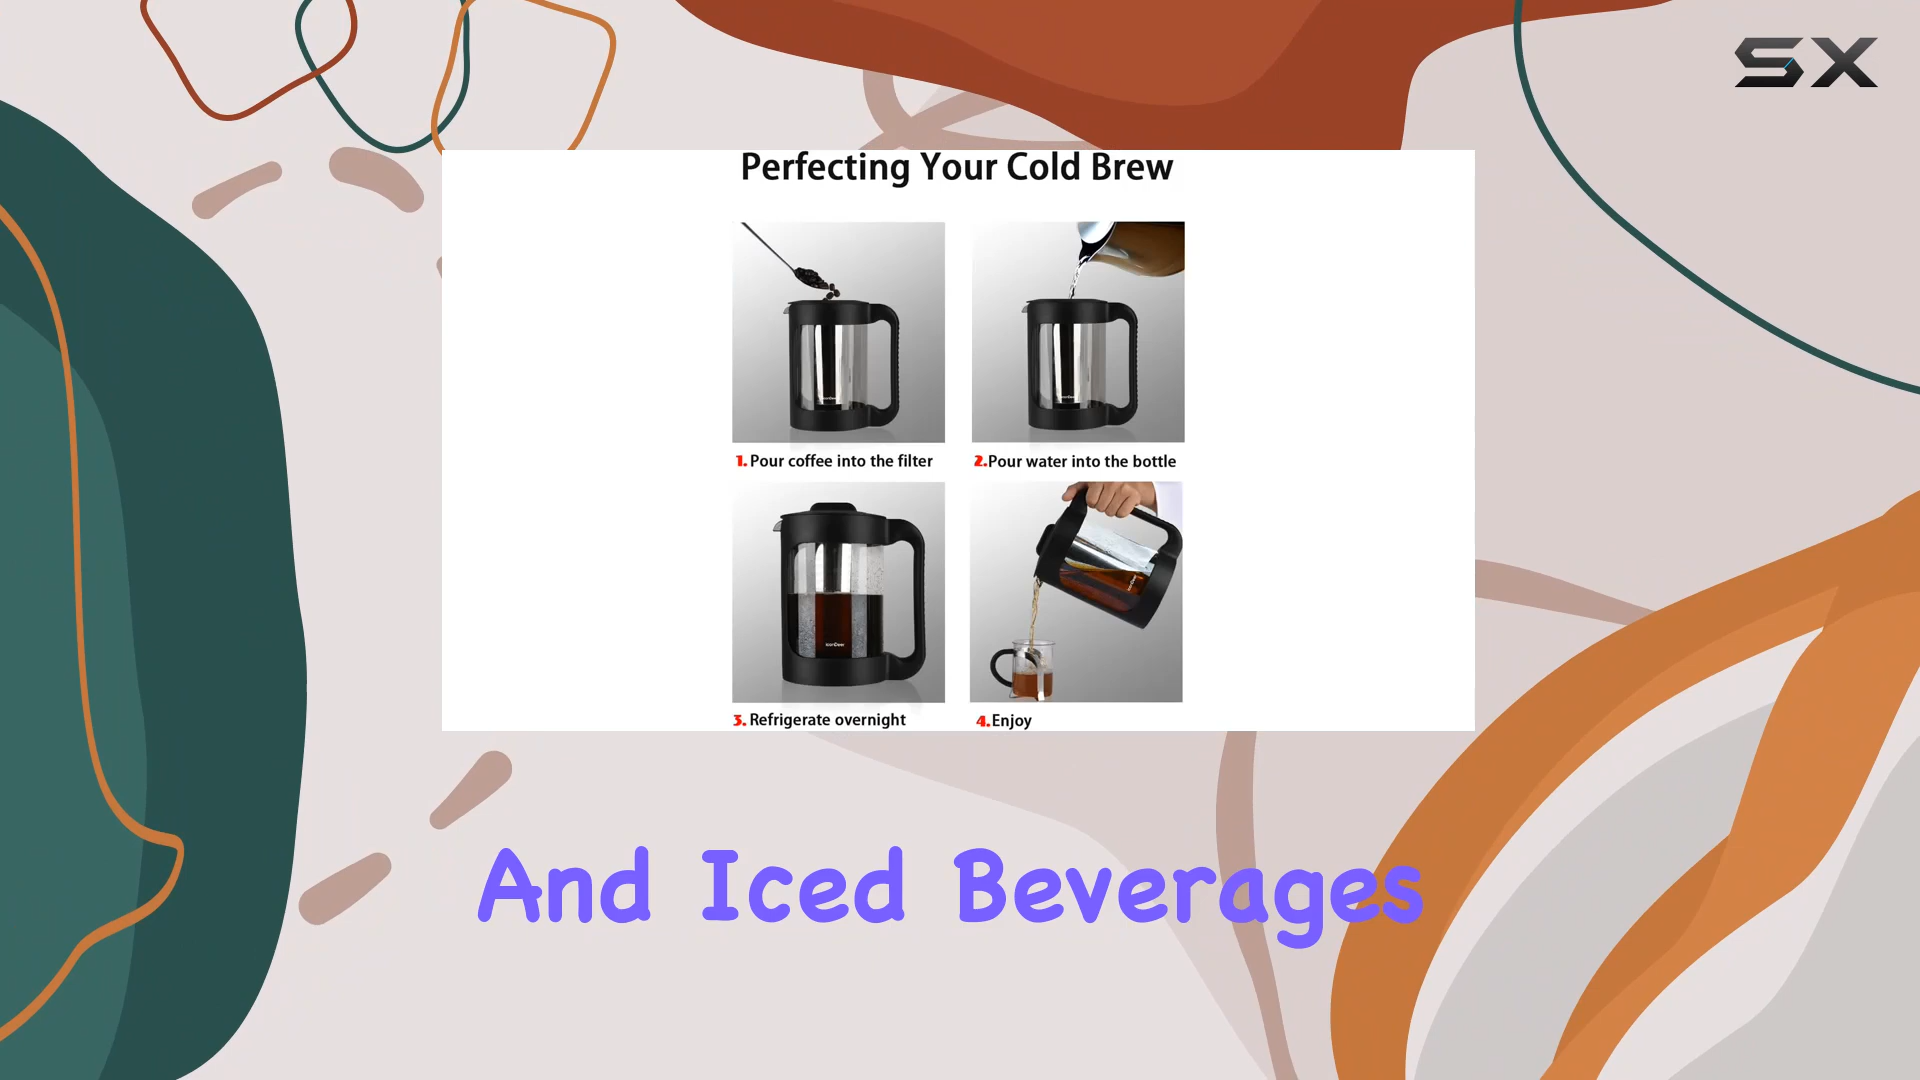 SX
Perfecting Your Cold Brew
1. Pour coffee into the filter
2.Pour water into the bottle
3. Refrigerate overnight
4.Enjoy
And Iced Beverages